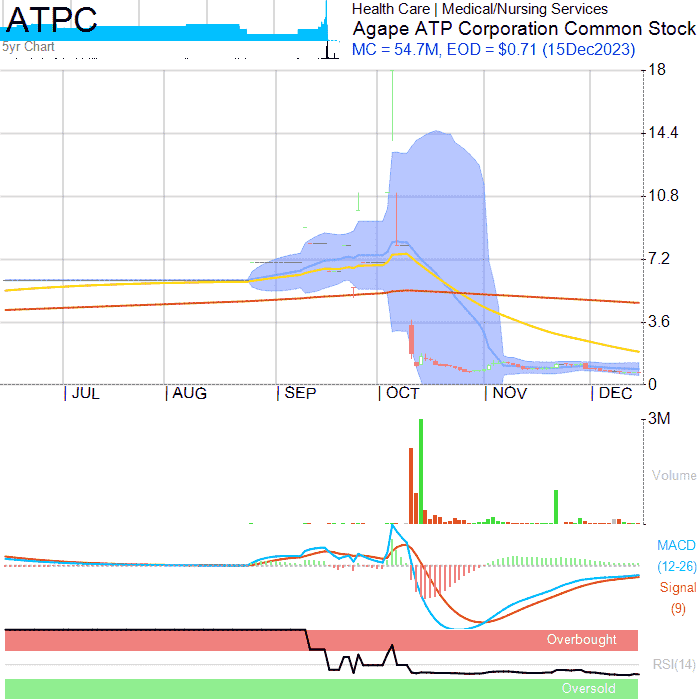 ATPC
5yr Chart
Health Care | Medical/Nursing Services
Agape ATP Corporation Common Stock
MC = 54.7M, EOD = $0.71 (15Dec2023)
18
14.4
10.8
7.2
3.6
0
JUL
AUG
SEP
OCT
NOV
DEC
3M
Volume
MACD
(12-26)
Signal
(9)
Overbought
RSI(14)
Oversold